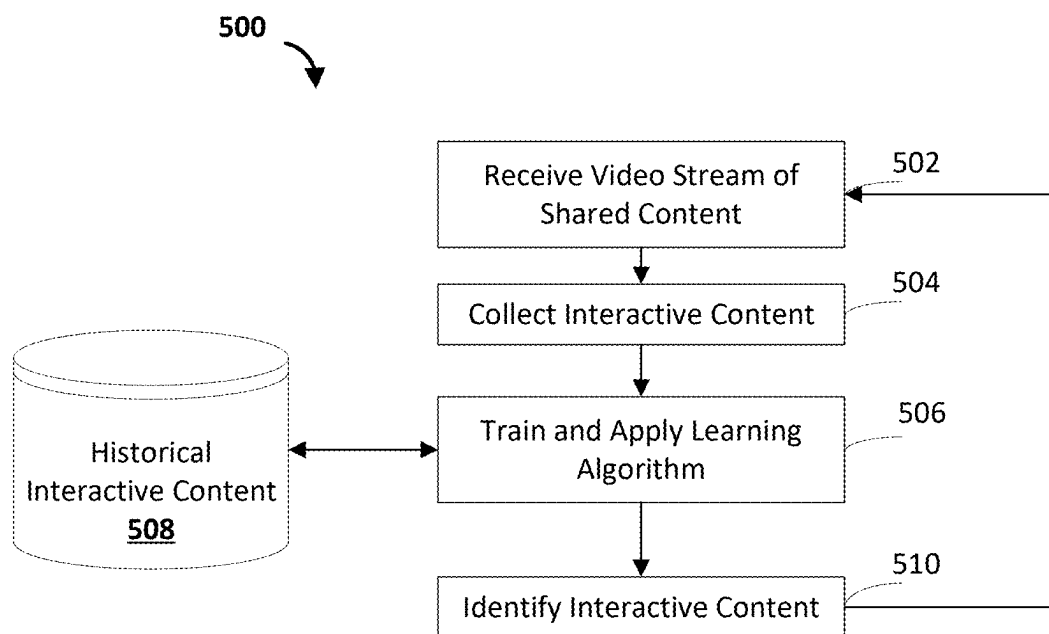 500
Receive Video Stream of
Shared Content
502
Collect Interactive Content
504
Train and Apply Learning
Algorithm
506
Historical
Interactive Content
508
Identify Interactive Content
510